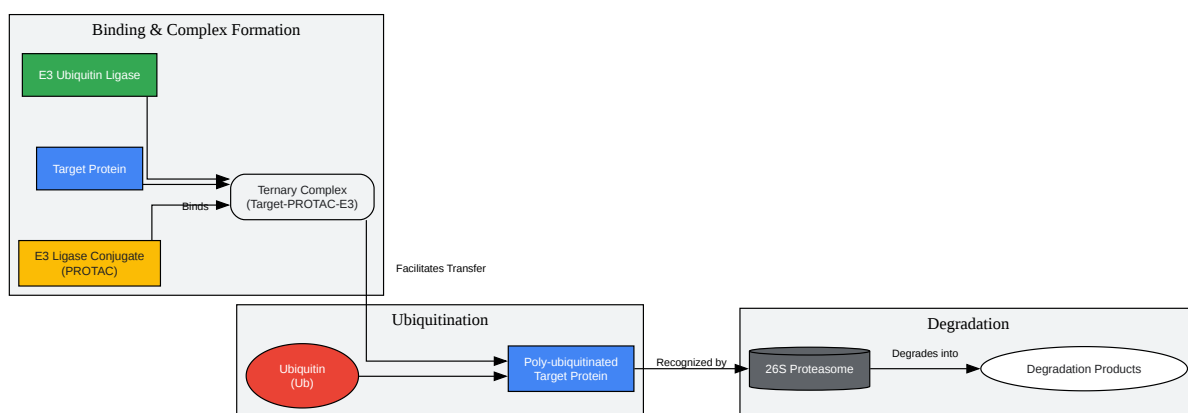 Binding & Complex Formation
E3 Ubiquitin Ligase
Target Protein
Binds
Ternary Complex
(Target-PROTAC-E3)
E3 Ligase Conjugate
(PROTAC)
Facilitates Transfer
Ubiquitination
Ubiquitin
(Ub)
Poly-ubiquitinated
Target Protein
Recognized by
Degradation
26S Proteasome
Degrades into
Degradation Products